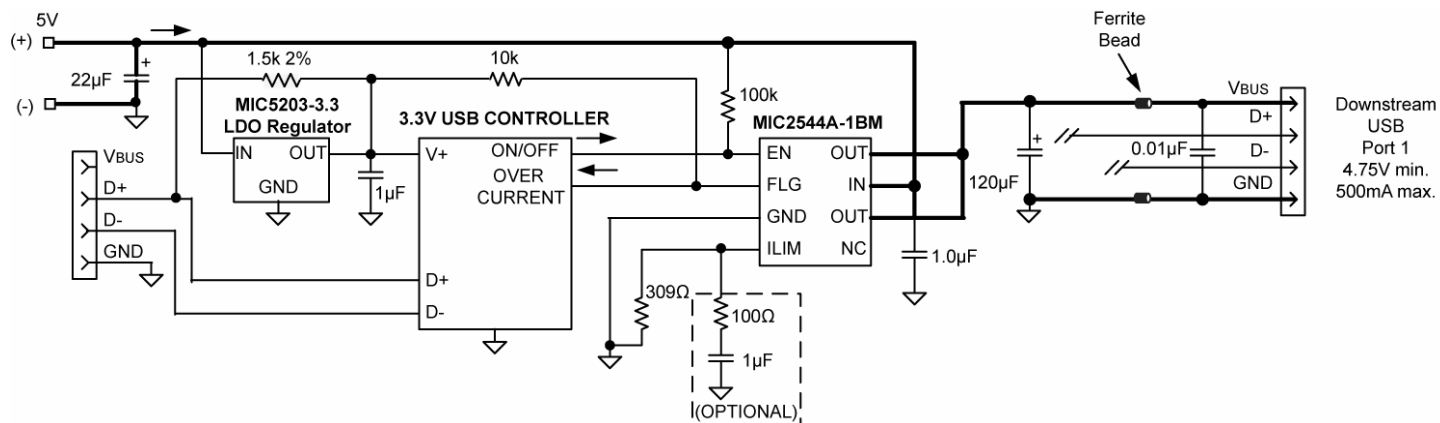 5V
(+)
(-)
22µF
+
1.5k 2%
10k
MIC5203-3.3
LDO Regulator
IN OUT
GND
1µF
3.3V USB CONTROLLER
V+
ON/OFF
OVER
CURRENT
D+
D-
VBUS
D+
D-
GND
100k
MIC2544A-1BM
EN OUT
FLG IN
GND OUT
ILIM NC
309Ω
100Ω
1µF
(OPTIONAL)
1.0µF
Ferrite
Bead
+
120µF
0.01µF
VBUS
D+
D-
GND
Downstream
USB
Port 1
4.75V min.
500mA max.